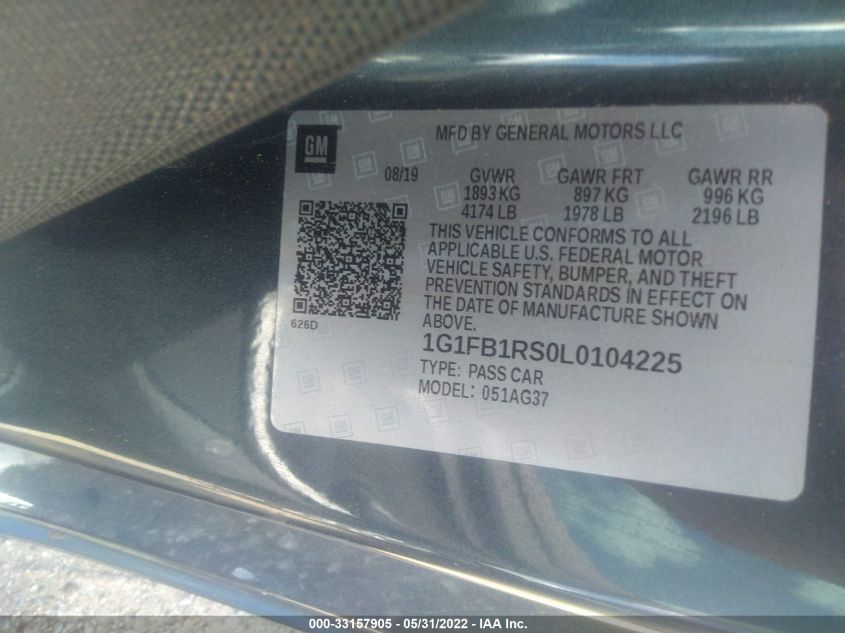 GM
MFD BY GENERAL MOTORS LLC
08/19 GVWR GAWR FRT GAWR RR
1893 KG 897 KG 996 KG
4174 LB 1978 LB 2196 LB
THIS VEHICLE CONFORMS TO ALL
APPLICABLE U.S. FEDERAL MOTOR
VEHICLE SAFETY, BUMPER, AND THEFT
PREVENTION STANDARDS IN EFFECT ON
THE DATE OF MANUFACTURE SHOWN
ABOVE.
626D
1G1FB1RS0L0104225
TYPE: PASS CAR
MODEL: 051AG37
000-33157905 - 05/31/2022 - IAA Inc.